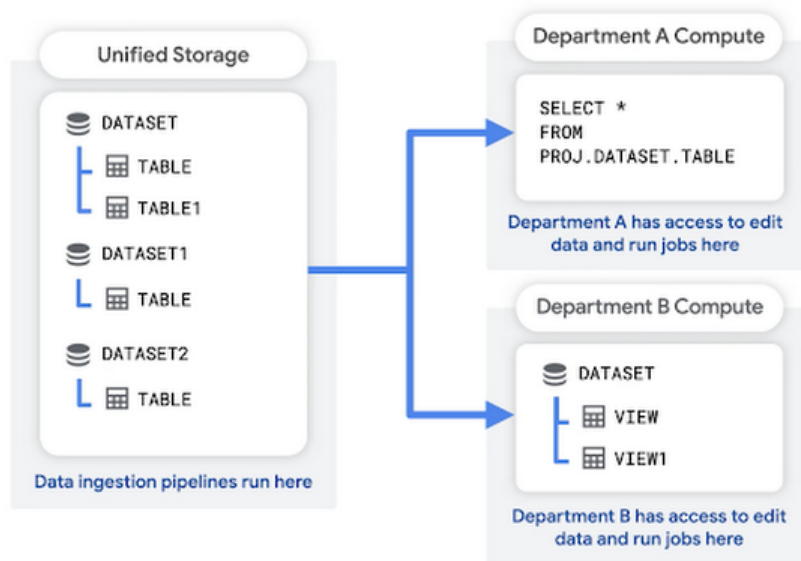 Unified Storage
DATASET
TABLE
TABLE1
DATASET1
TABLE
DATASET2
TABLE
Data ingestion pipelines run here
Department A Compute
SELECT *
FROM
PROJ.DATASET.TABLE
Department A has access to edit
data and run jobs here
Department B Compute
DATASET
VIEW
VIEW1
Department B has access to edit
data and run jobs here